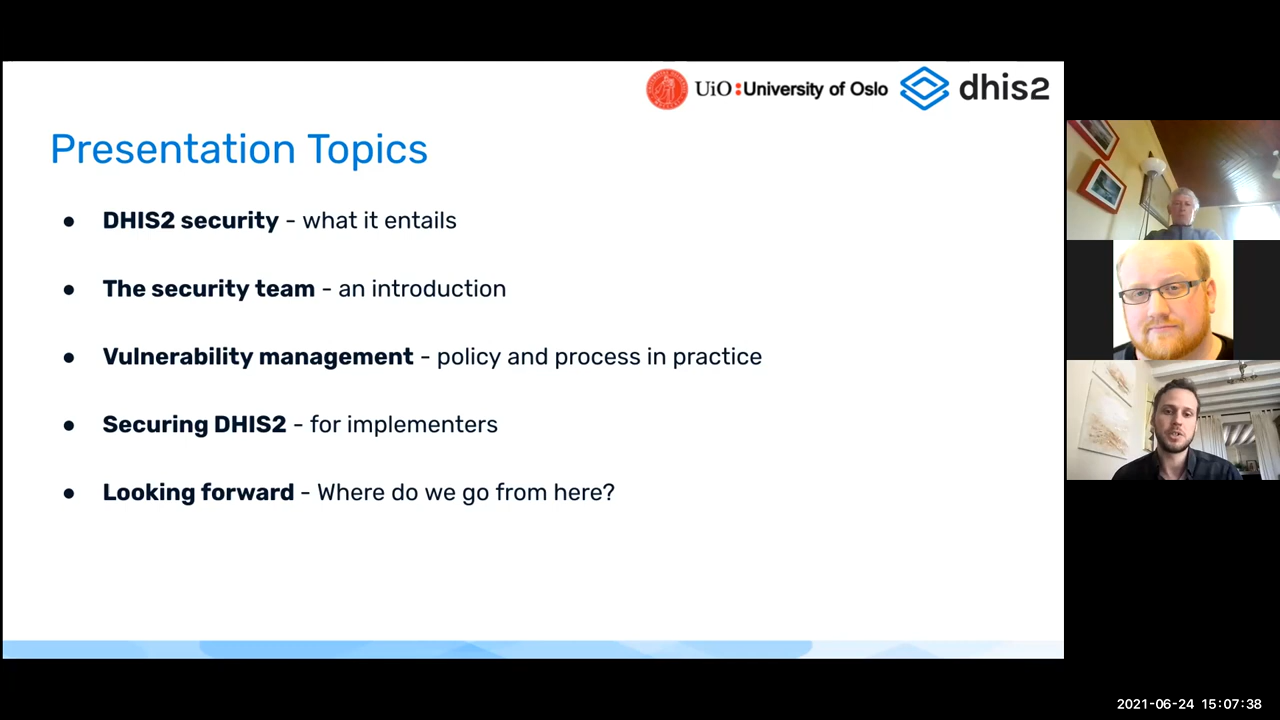 UiO:University of Oslo dhis2
Presentation Topics
● DHIS2 security - what it entails
● The security team - an introduction
● Vulnerability management - policy and process in practice
● Securing DHIS2 - for implementers
● Looking forward - Where do we go from here?
2021-06-24 15:07:38